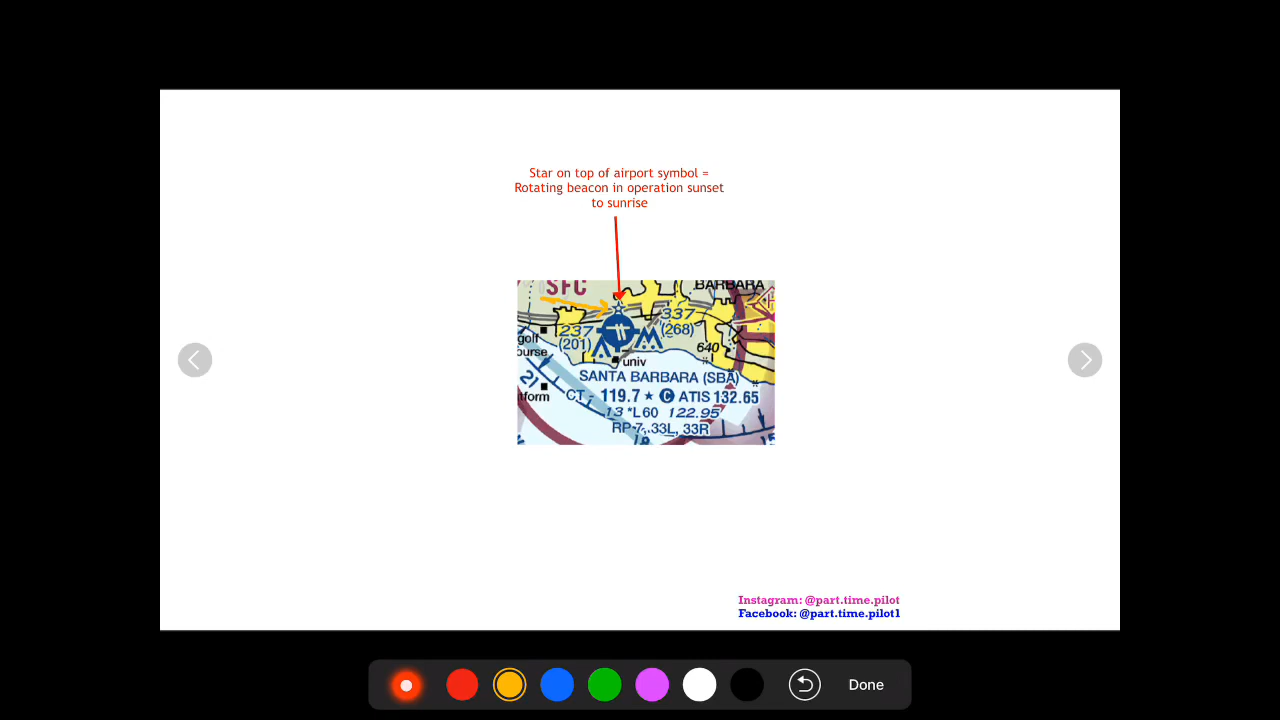 Star on top of airport symbol =
Rotating beacon in operation sunset
to sunrise
SFC
BARBARA
337
237
(268)
(201)
golf
640
ourse
univ
SANTA BARBARA (SBA)
21
tform
CT - 119.7 ★ C ATIS 132.65
13 *L60 122.95
RP 7, 33L, 33R
Instagram: @part.time.pilot
Facebook: @part.time.pilot1
Done